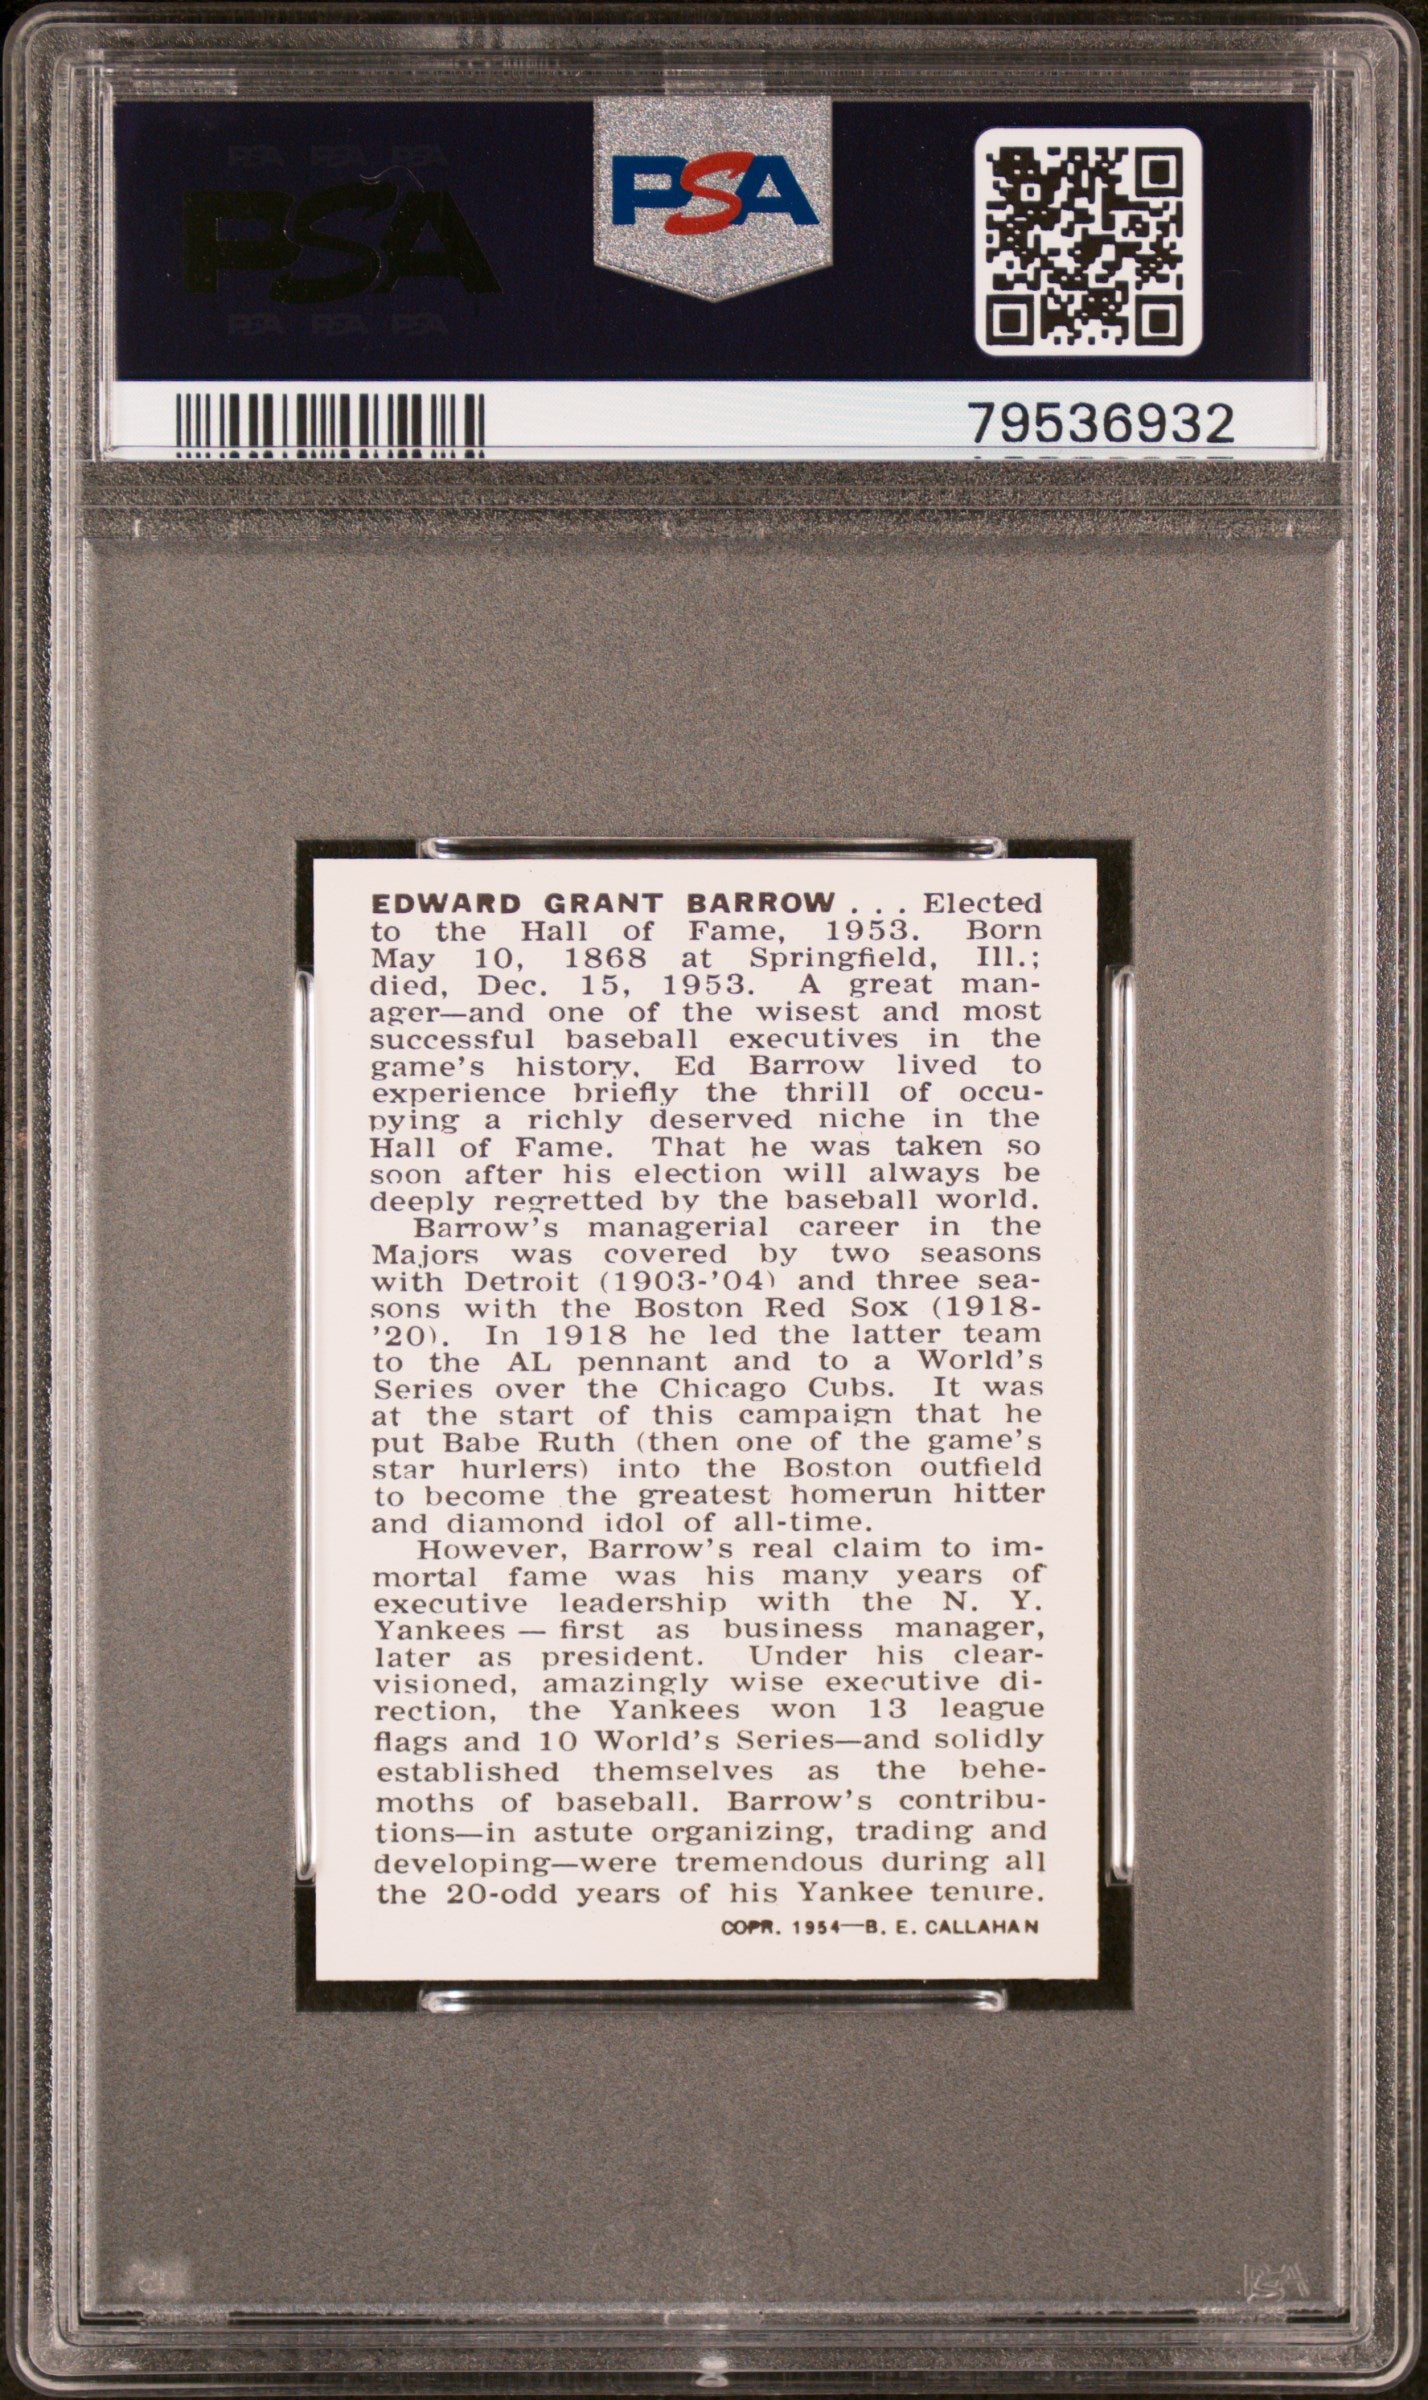 PSA PSA PSA
PSA
PSA PSA PSA
PSA
79536932
EDWARD GRANT BARROW . . . Elected
to the Hall of Fame, 1953. Born
May 10, 1868 at Springfield, Ill.;
died, Dec. 15, 1953. A great man-
ager—and one of the wisest and most
successful baseball executives in the
game's history, Ed Barrow lived to
experience briefly the thrill of occu-
pying a richly deserved niche in the
Hall of Fame. That he was taken so
soon after his election will always be
deeply regretted by the baseball world.
Barrow's managerial career in the
Majors was covered by two seasons
with Detroit (1903-'04) and three sea-
sons with the Boston Red Sox (1918-
'20). In 1918 he led the latter team
to the AL pennant and to a World's
Series over the Chicago Cubs. It was
at the start of this campaign that he
put Babe Ruth (then one of the game's
star hurlers) into the Boston outfield
to become the greatest homerun hitter
and diamond idol of all-time.
However, Barrow's real claim to im-
mortal fame was his many years of
executive leadership with the N. Y.
Yankees — first as business manager,
later as president. Under his clear-
visioned, amazingly wise executive di-
rection, the Yankees won 13 league
flags and 10 World's Series—and solidly
established themselves as the behe-
moths of baseball. Barrow's contribu-
tions—in astute organizing, trading and
developing—were tremendous during all
the 20-odd years of his Yankee tenure.
COPR. 1954—B. E. CALLAHAN